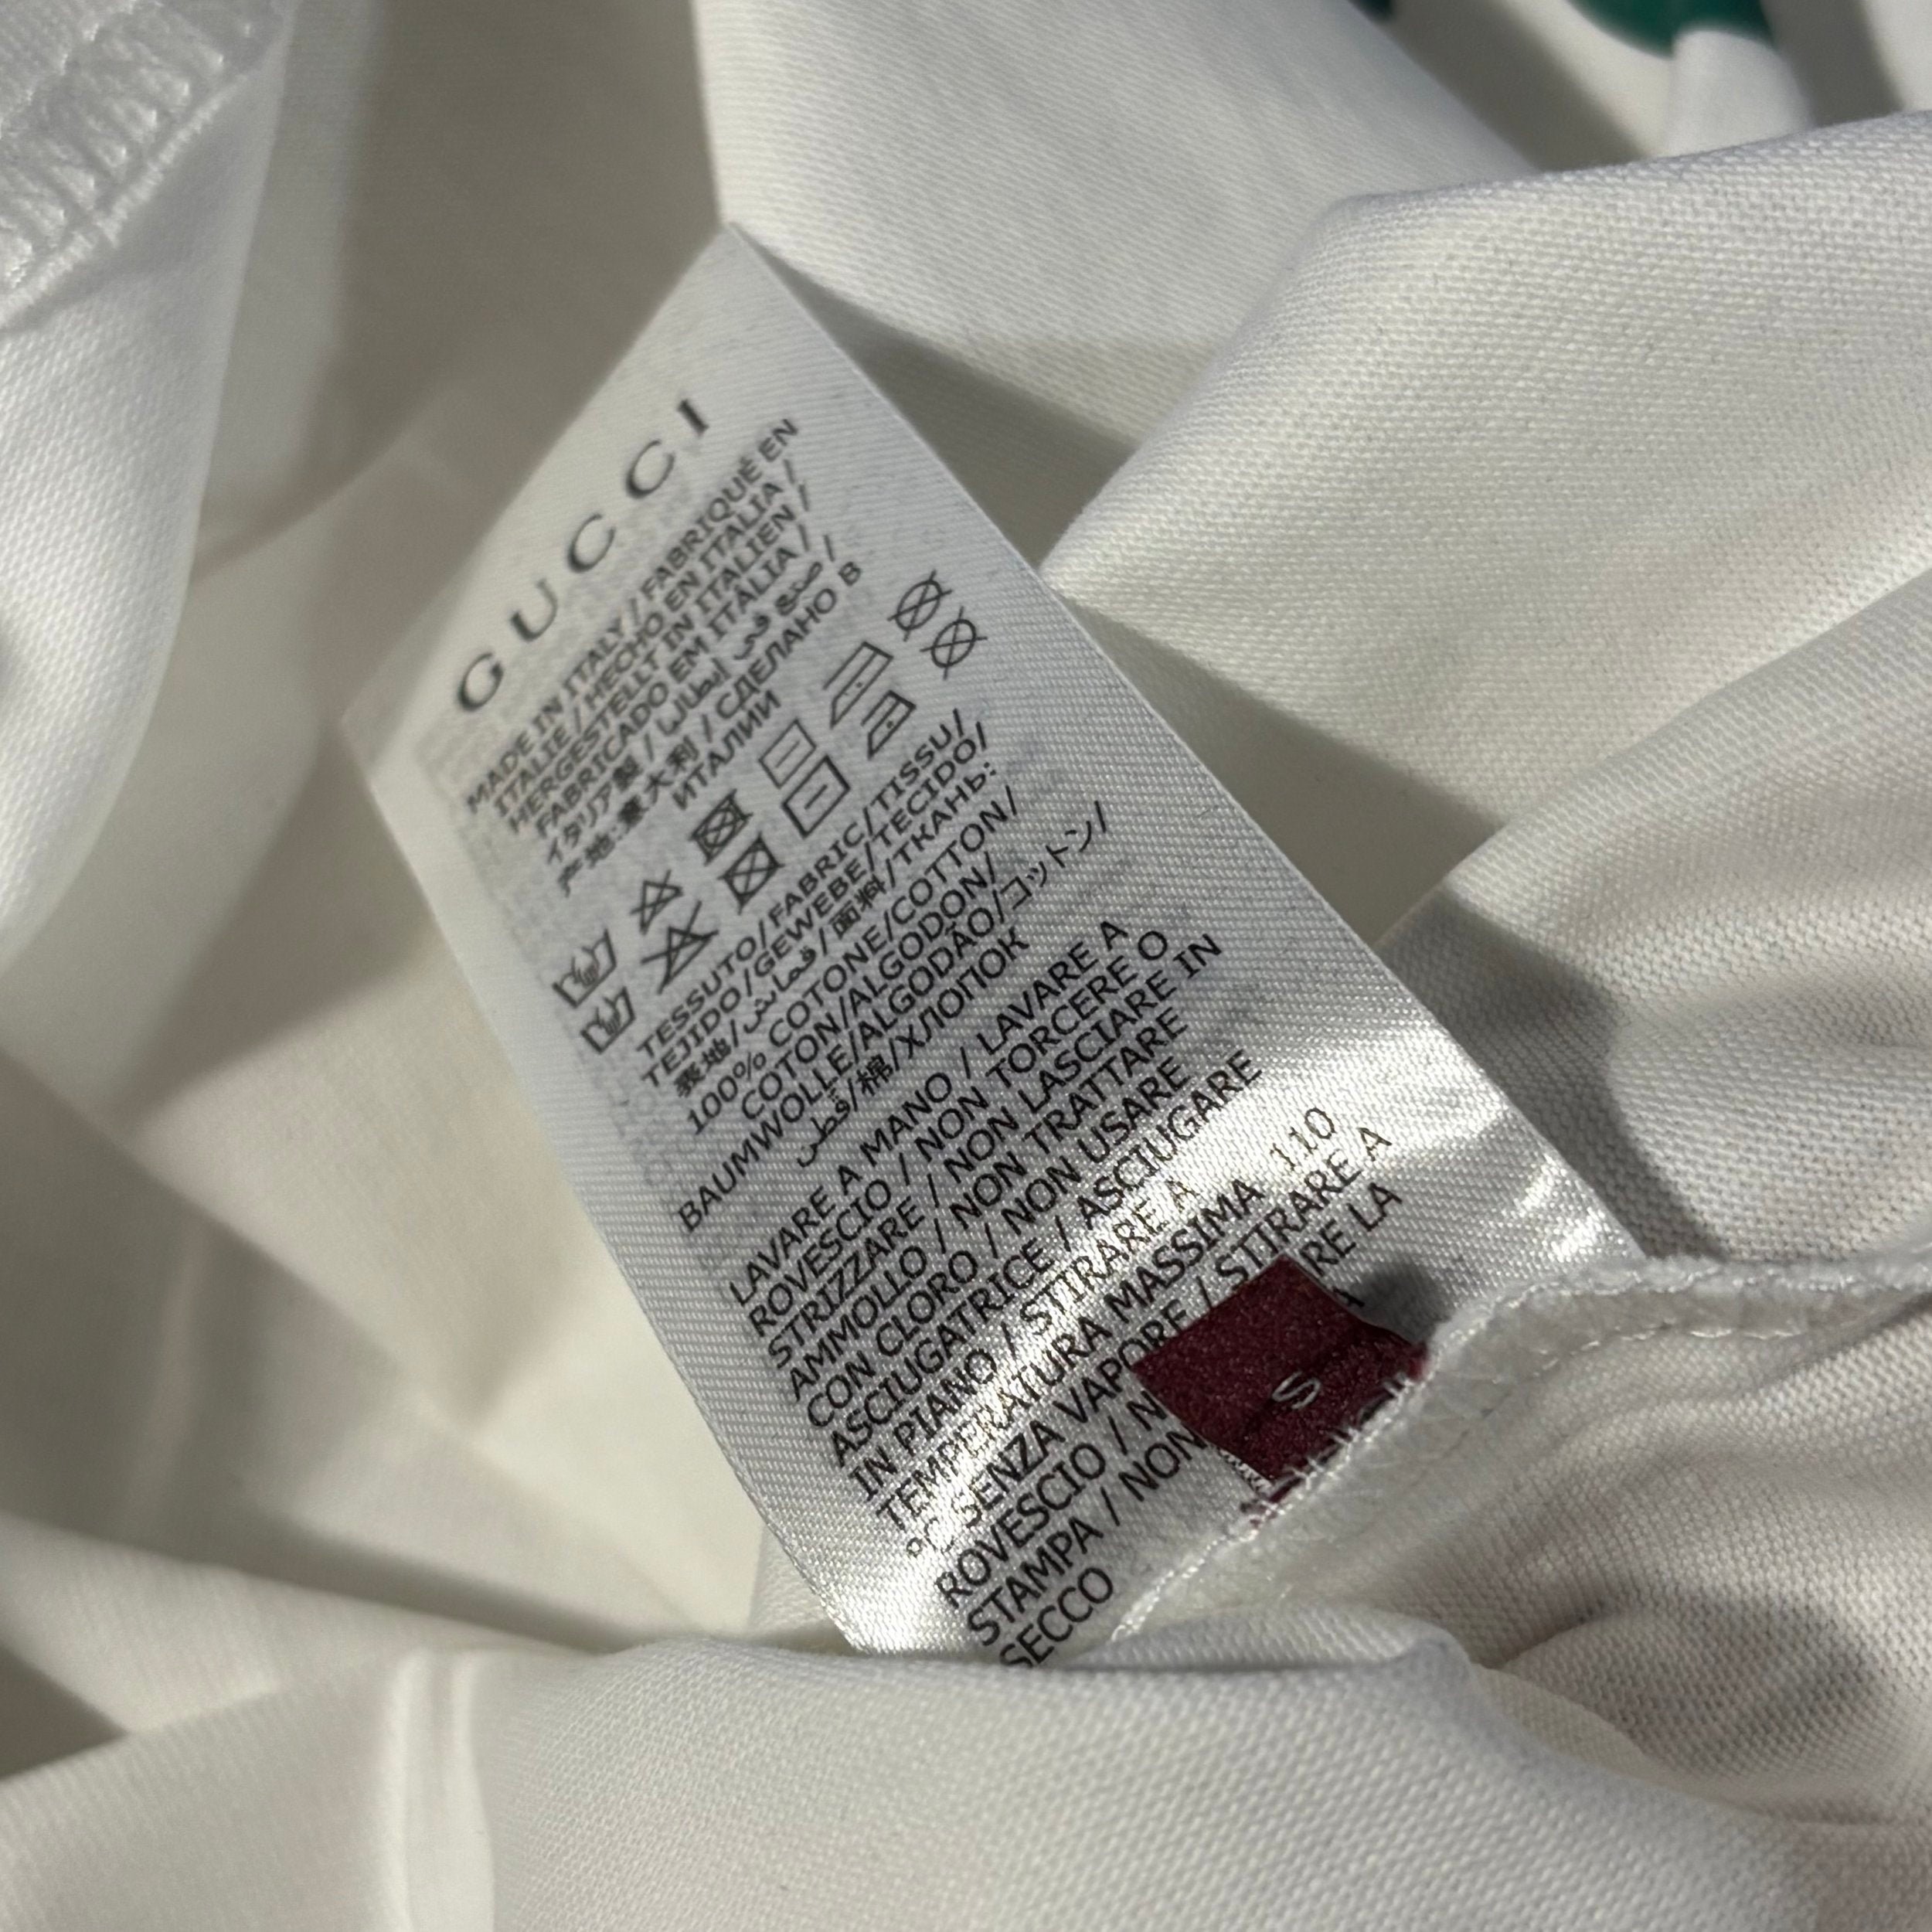 GUCCI
MADE IN ITALY / FABRIQUÉ EN
ITALIE / HECHO EN ITALIA /
HERGESTELLT IN ITALIEN /
FABRICADO EM ITÁLIA /
イタリア製 / صنع في إيطاليا /
产地:意大利 / СДЕЛАНО В
ИТАЛИИ
TESSUTO/FABRIC/TISSU/
TEJIDO/GEWEBE/TECIDO/
表地/قماش/面料/ТКАНЬ:
100% COTONE/COTTON/
COTON/ALGODON/
BAUMWOLLE/ALGODÃO/コットン/
قطن/棉/ХЛОПОК
LAVARE A MANO / LAVARE A
ROVESCIO / NON TORCERE O
STRIZZARE / NON LASCIARE IN
AMMOLLO / NON TRATTARE
CON CLORO / NON USARE
ASCIUGATRICE / ASCIUGARE
IN PIANO / STIRARE A
TEMPERATURA MASSIMA 110
°C SENZA VAPORE / STIRARE A
ROVESCIO / LA
STAMPA / NON
SECCO
S